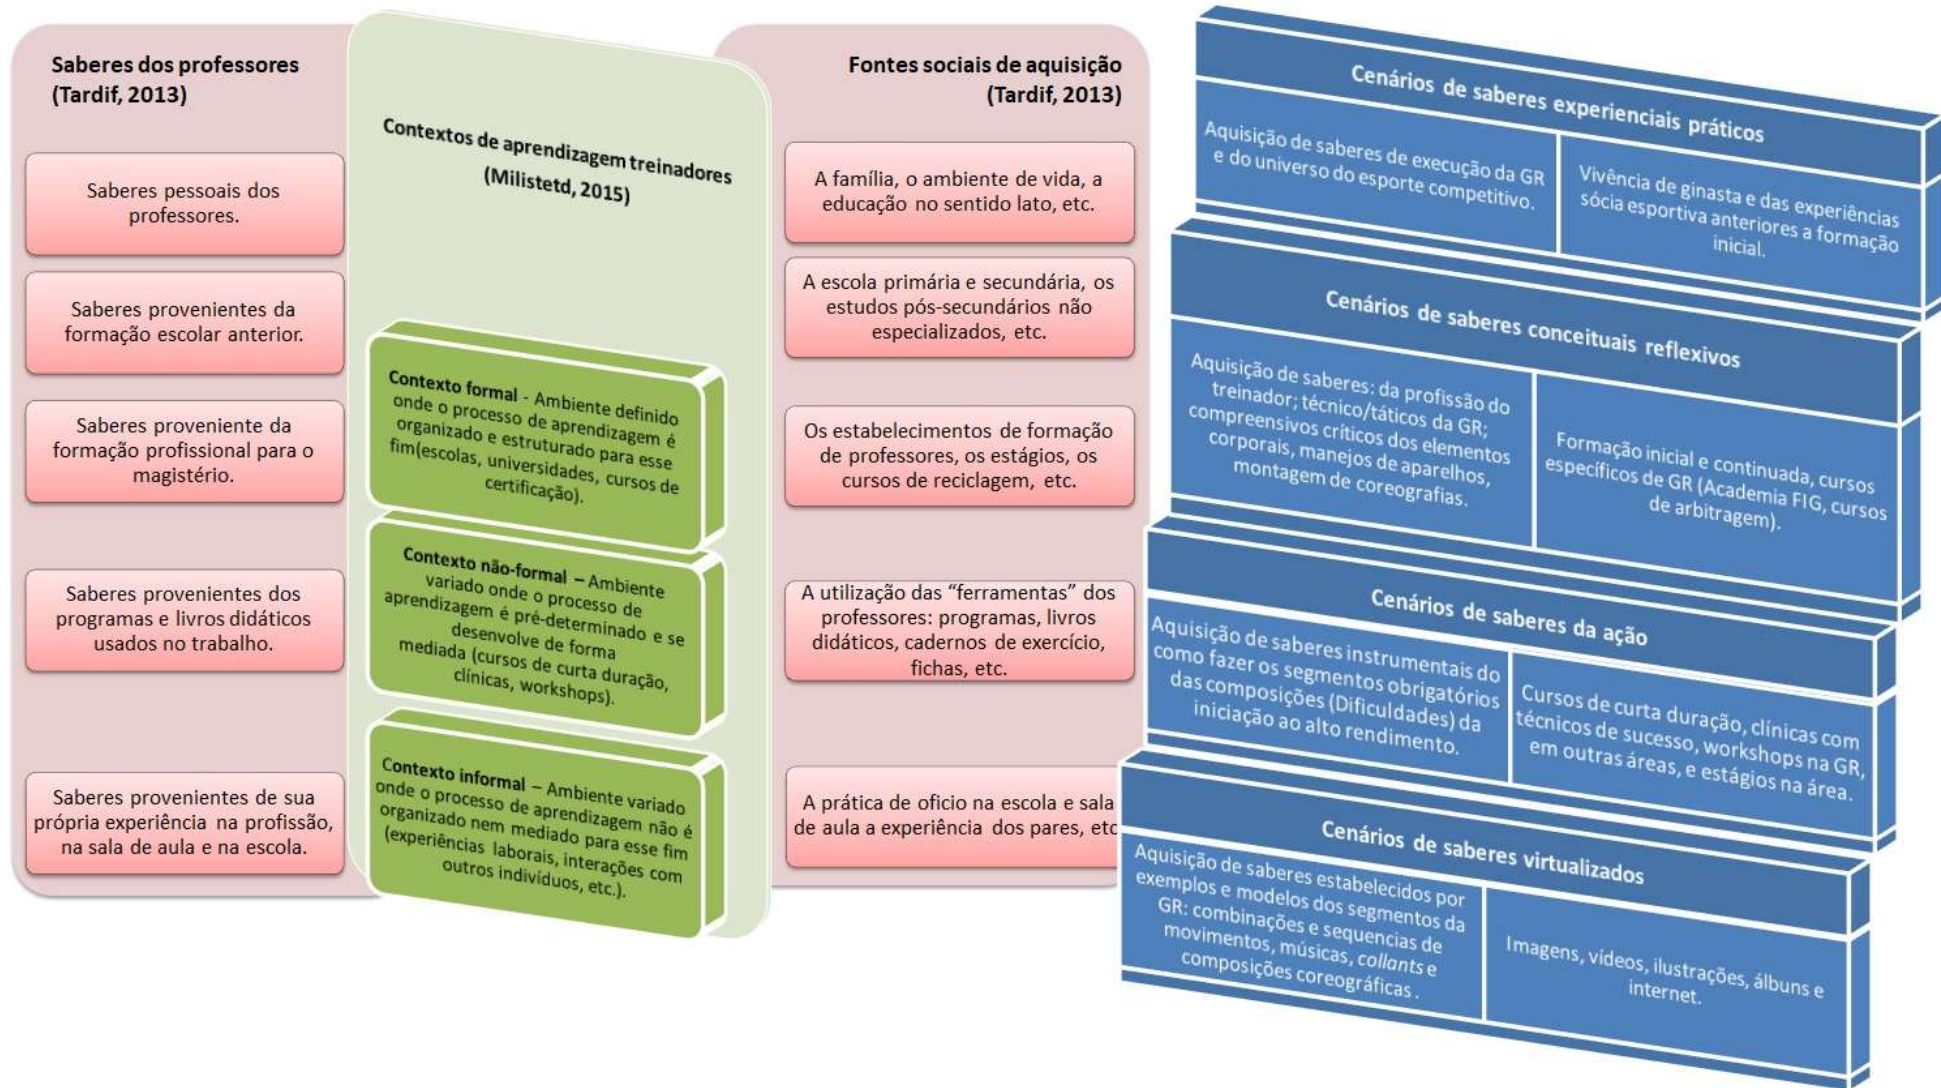 Saberes dos professores
(Tardif, 2013)
Saberes pessoais dos
professores.
Saberes provenientes da
formação escolar anterior.
Saberes proveniente da
formação profissional para o
magistério.
Saberes provenientes dos
programas e livros didáticos
usados no trabalho.
Saberes provenientes de sua
própria experiência na profissão,
na sala de aula e na escola.
Contextos de aprendizagem treinadores
(Milistetd, 2015)
Contexto formal - Ambiente definido
onde o processo de aprendizagem é
organizado e estruturado para esse
fim(escolas, universidades, cursos de
certificação).
Contexto não-formal – Ambiente
variado onde o processo de
aprendizagem é pré-determinado e se
desenvolve de forma
mediada (cursos de curta duração,
clínicas, workshops).
Contexto informal – Ambiente variado
onde o processo de aprendizagem não é
organizado nem mediado para esse fim
(experiências laborais, interações com
outros indivíduos, etc.).
Fontes sociais de aquisição
(Tardif, 2013)
A família, o ambiente de vida, a
educação no sentido lato, etc.
A escola primária e secundária, os
estudos pós-secundários não
especializados, etc.
Os estabelecimentos de formação
de professores, os estágios, os
cursos de reciclagem, etc.
A utilização das “ferramentas” dos
professores: programas, livros
didáticos, cadernos de exercício,
fichas, etc.
A prática de oficio na escola e sala
de aula a experiência dos pares, etc
Cenários de saberes experienciais práticos
Aquisição de saberes de execução da GR
e do universo do esporte competitivo.
Vivência de ginasta e das experiências
sócia esportiva anteriores a formação
inicial.
Cenários de saberes conceituais reflexivos
Aquisição de saberes: da profissão do
treinador; técnico/táticos da GR;
compreensivos críticos dos elementos
corporais, manejos de aparelhos,
montagem de coreografias.
Formação inicial e continuada, cursos
específicos de GR (Academia FIG, cursos
de arbitragem).
Cenários de saberes da ação
Aquisição de saberes instrumentais do
como fazer os segmentos obrigatórios
das composições (Dificuldades) da
iniciação ao alto rendimento.
Cursos de curta duração, clínicas com
técnicos de sucesso, workshops na GR,
em outras áreas, e estágios na área.
Cenários de saberes virtualizados
Aquisição de saberes estabelecidos por
exemplos e modelos dos segmentos da
GR: combinações e sequencias de
movimentos, músicas, collants e
composições coreográficas.
Imagens, vídeos, ilustrações, álbuns e
internet.